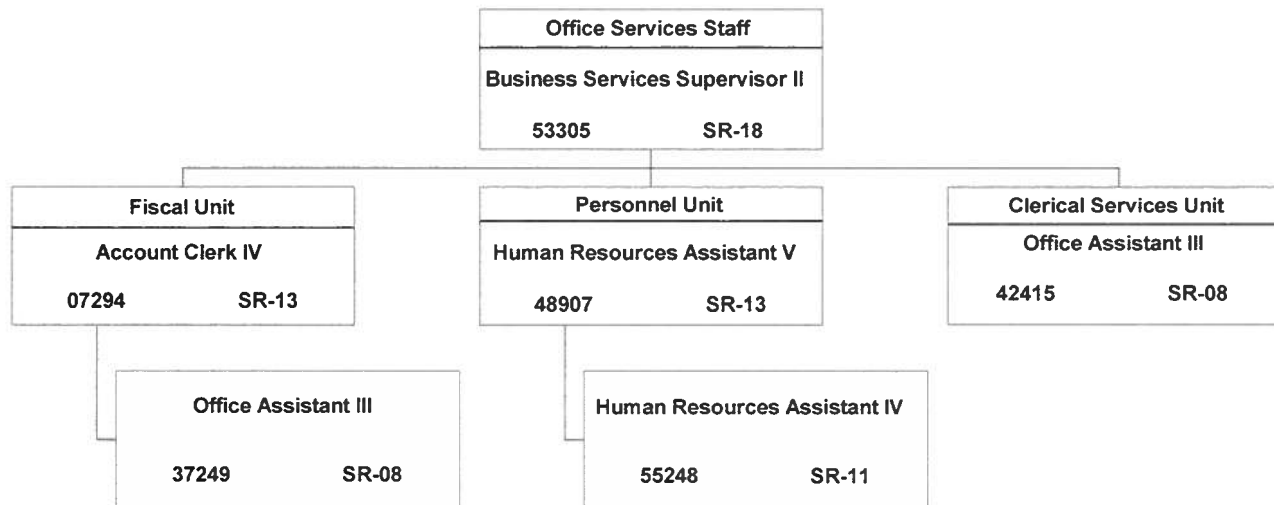 Office Services Staff
Business Services Supervisor II
53305 SR-18
Fiscal Unit
Account Clerk IV
07294 SR-13
Personnel Unit
Human Resources Assistant V
48907 SR-13
Clerical Services Unit
Office Assistant III
42415 SR-08
Office Assistant III
37249 SR-08
Human Resources Assistant IV
55248 SR-11